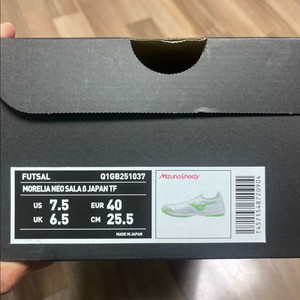 FUTSAL Q1GB251037
MORELIA NEO SALA β JAPAN TF
US 7.5 EUR 40
UK 6.5 CM 25.5
MADE IN JAPAN
MizunoEnerzy